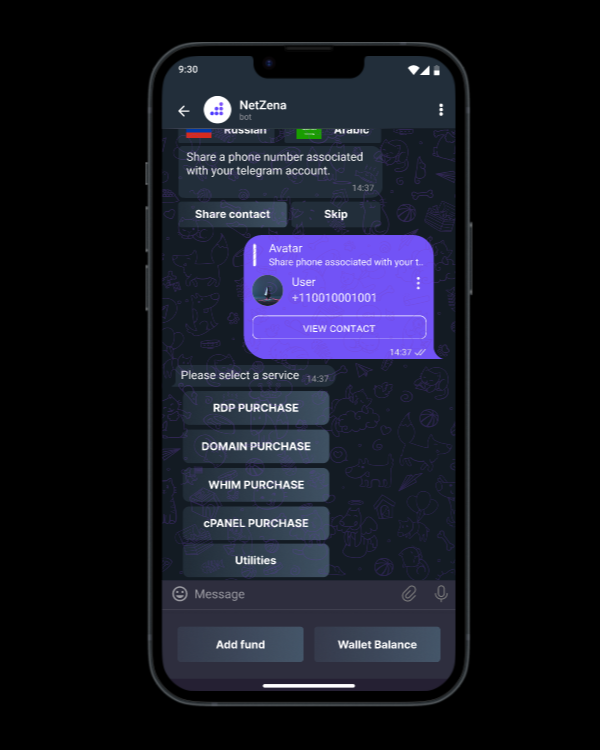 9:30
NetZena
bot
Russian
Arabic
Share a phone number associated
with your telegram account.
14:37
Share contact
Skip
Avatar
Share phone associated with your t..
User
+110010001001
VIEW CONTACT
14:37
Please select a service
14:37
RDP PURCHASE
DOMAIN PURCHASE
WHIM PURCHASE
cPANEL PURCHASE
Utilities
Message
Add fund
Wallet Balance